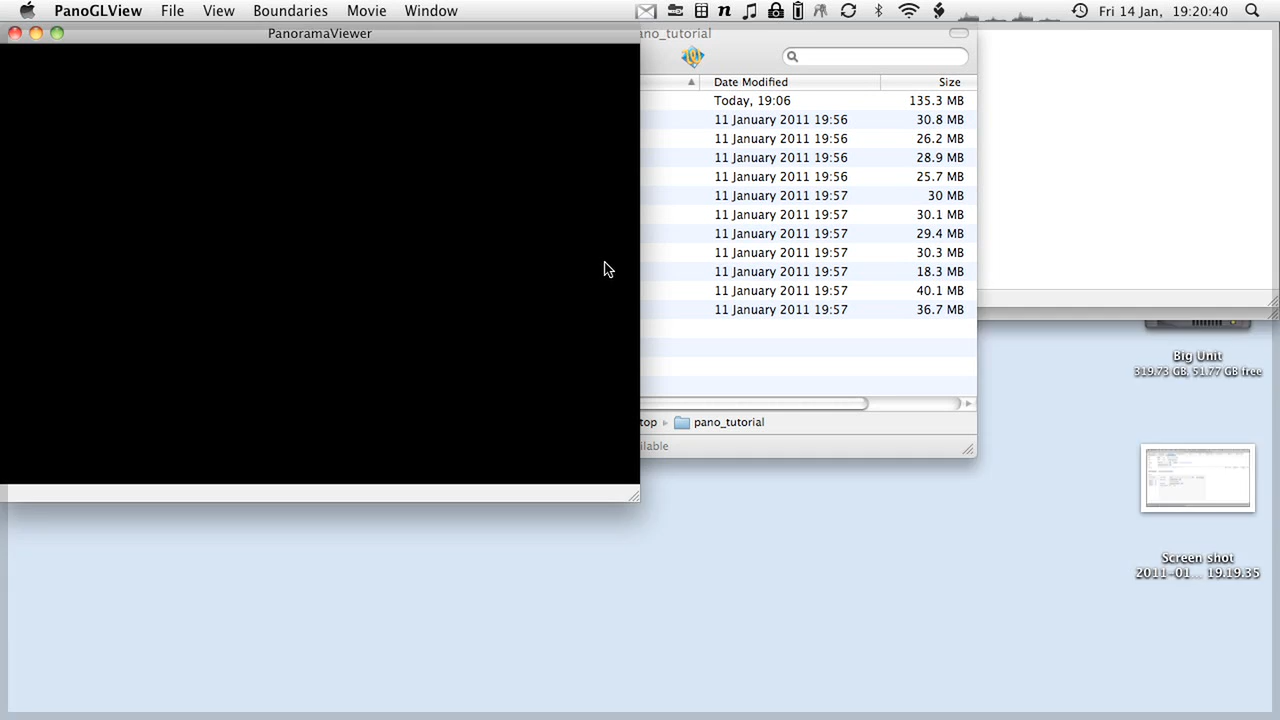 PanoGLView File View Boundaries Movie Window Fri 14 Jan, 19:20:40
PanoramaViewer
ano_tutorial
Date Modified Size
Today, 19:06 135.3 MB
11 January 2011 19:56 30.8 MB
11 January 2011 19:56 26.2 MB
11 January 2011 19:56 28.9 MB
11 January 2011 19:56 25.7 MB
11 January 2011 19:57 30 MB
11 January 2011 19:57 30.1 MB
11 January 2011 19:57 29.4 MB
11 January 2011 19:57 30.3 MB
11 January 2011 19:57 18.3 MB
11 January 2011 19:57 40.1 MB
11 January 2011 19:57 36.7 MB
top pano_tutorial
ilable
Big Unit
319.73 GB, 51.77 GB free
Screen shot
2011-01... 19.19.35